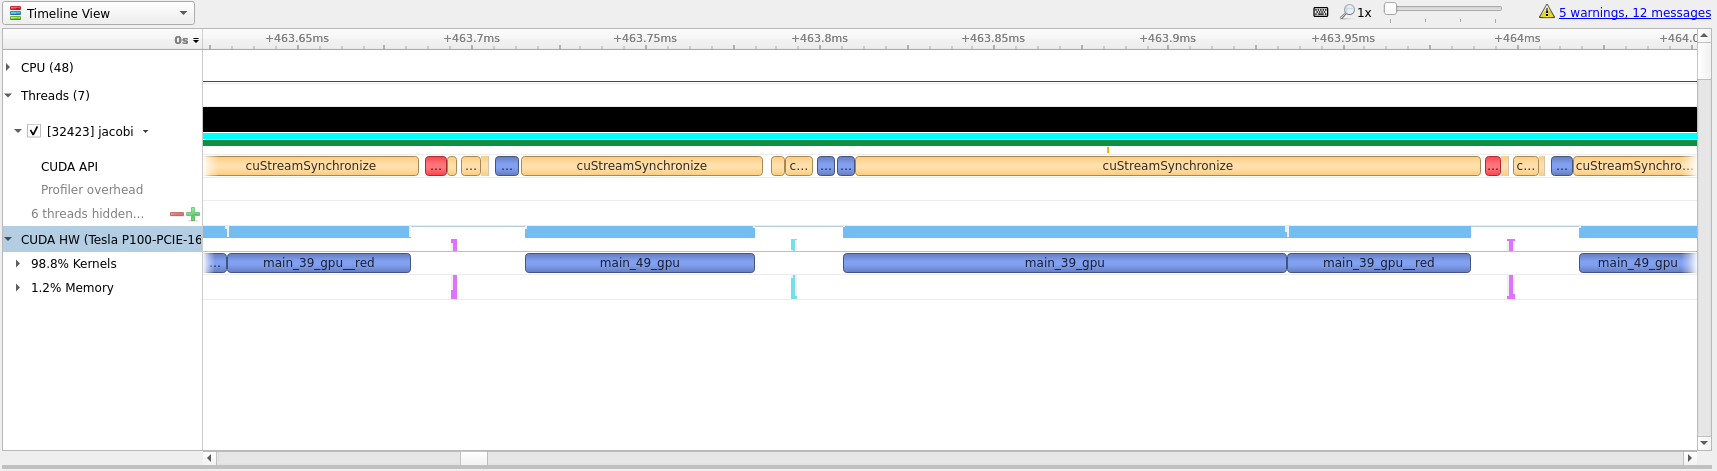 Timeline View
1x
5 warnings, 12 messages
0s +463.65ms +463.7ms +463.75ms +463.8ms +463.85ms +463.9ms +463.95ms +464ms +464.0
CPU (48)
Threads (7)
[32423] jacobi
CUDA API cuStreamSynchronize ... ... ... cuStreamSynchronize c... ... ... cuStreamSynchronize ... c... ... cuStreamSynchro...
Profiler overhead
6 threads hidden...
CUDA HW (Tesla P100-PCIE-16
98.8% Kernels ... main_39_gpu__red main_49_gpu main_39_gpu main_39_gpu__red main_49_gpu
1.2% Memory